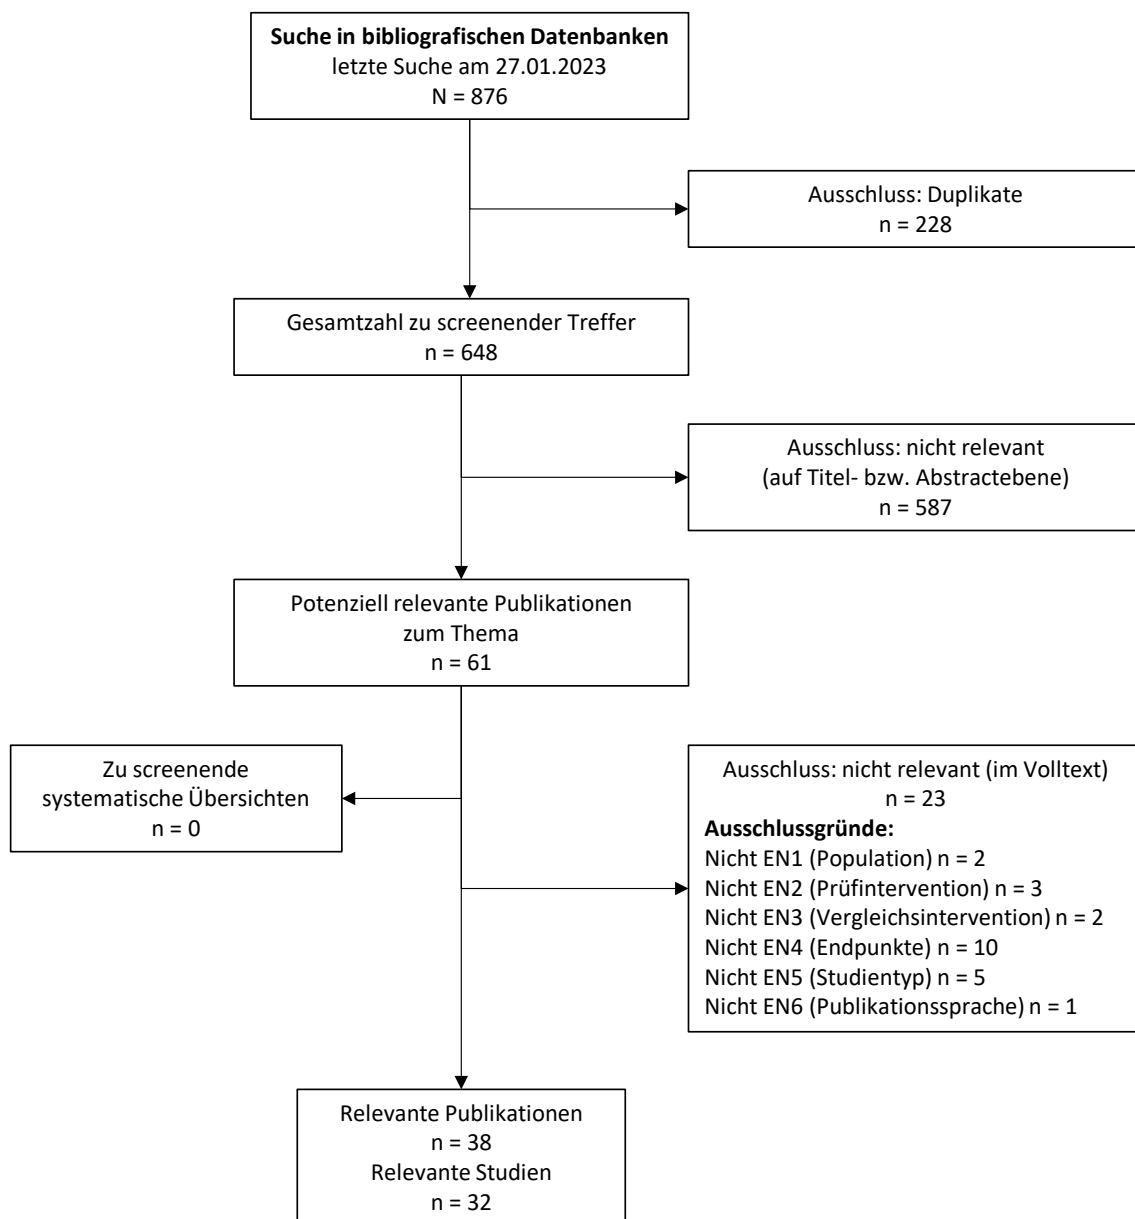 Suche in bibliografischen Datenbanken
letzte Suche am 27.01.2023
N = 876
Ausschluss: Duplikate
n = 228
Gesamtzahl zu screenender Treffer
n = 648
Ausschluss: nicht relevant
(auf Titel- bzw. Abstractebene)
n = 587
Potenziell relevante Publikationen
zum Thema
n = 61
Zu screenende
systematische Übersichten
n = 0
Ausschluss: nicht relevant (im Volltext)
n = 23
Ausschlussgründe:
Nicht EN1 (Population) n = 2
Nicht EN2 (Prüfintervention) n = 3
Nicht EN3 (Vergleichsintervention) n = 2
Nicht EN4 (Endpunkte) n = 10
Nicht EN5 (Studientyp) n = 5
Nicht EN6 (Publikationssprache) n = 1
Relevante Publikationen
n = 38
Relevante Studien
n = 32